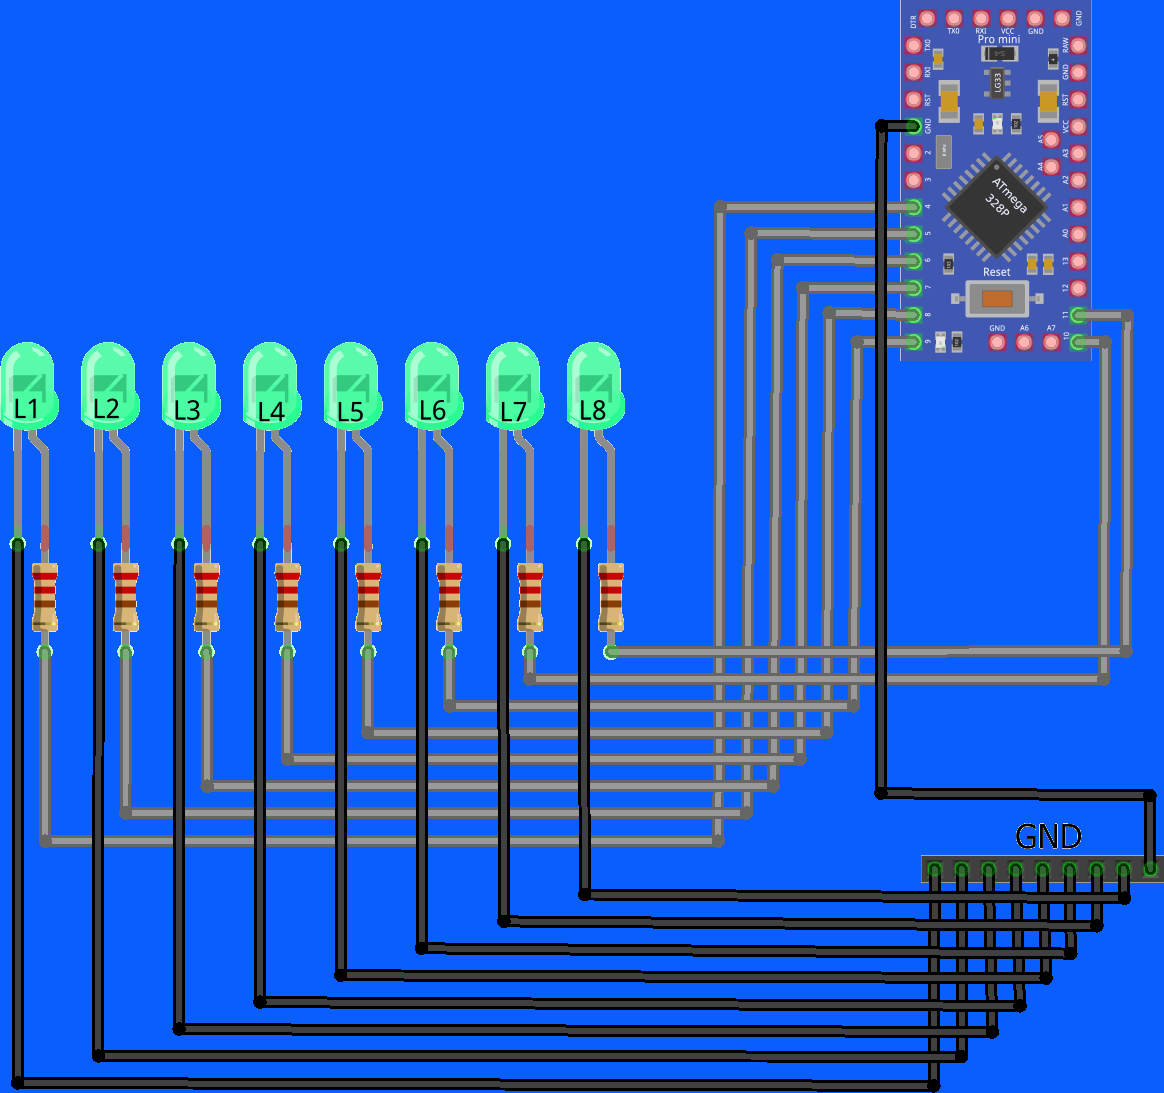 DTR TX0 RXI VCC GND GND
Pro mini
TX0
RXI
RST
GND
2
3
4
5
6
7
8
9
RAW
GND
RST
VCC
A3
A2
A1
A0
13
12
11
10
A5
A4
LG33
ATmega
328P
Reset
GND A6 A7
L1 L2 L3 L4 L5 L6 L7 L8
GND